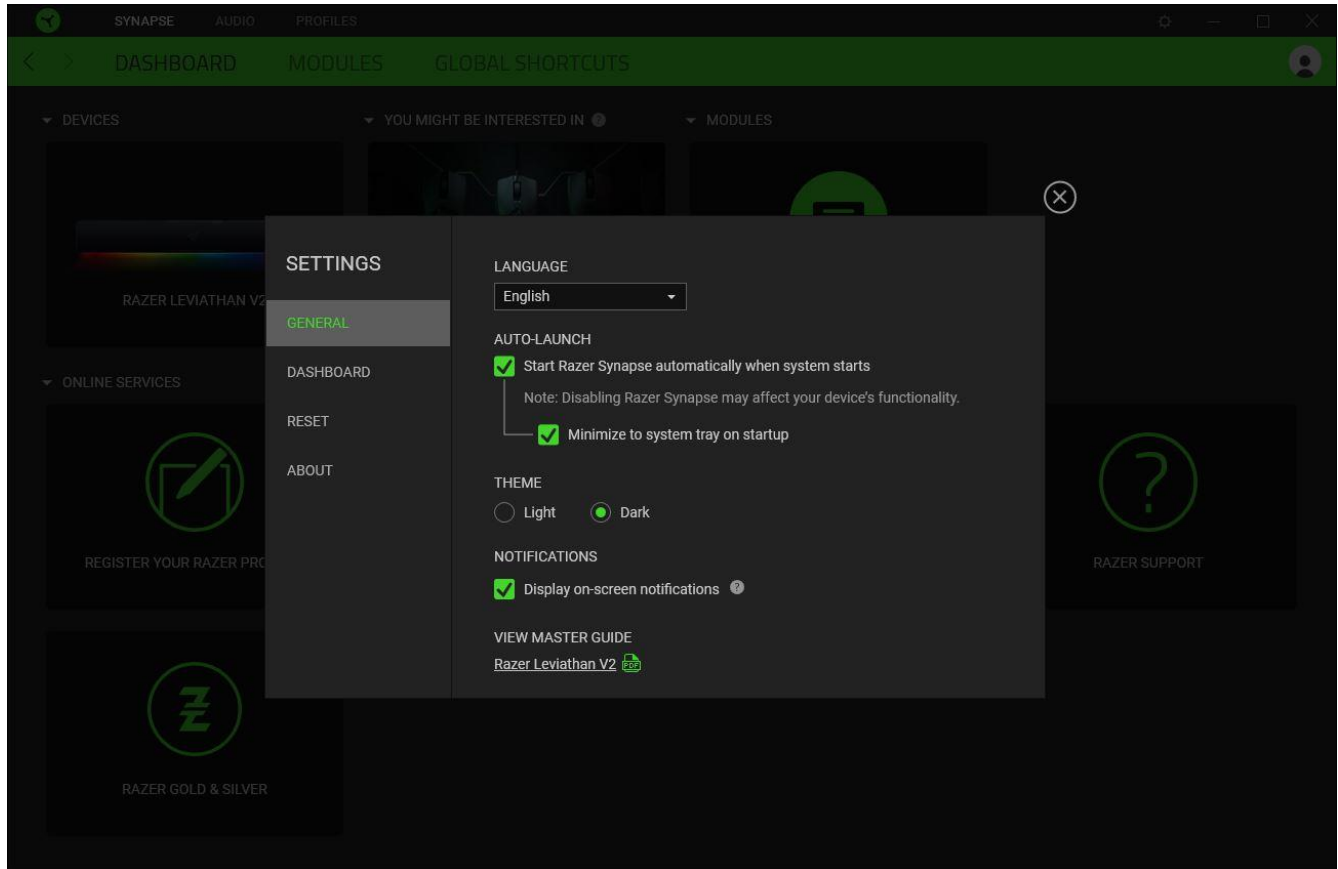 SYNAPSE AUDIO PROFILES
DASHBOARD MODULES GLOBAL SHORTCUTS
DEVICES
YOU MIGHT BE INTERESTED IN
MODULES
RAZER LEVIATHAN V2
ONLINE SERVICES
REGISTER YOUR RAZER
RAZER SUPPORT
RAZER GOLD & SILVER
SETTINGS
GENERAL
DASHBOARD
RESET
ABOUT
LANGUAGE
English
AUTO-LAUNCH
Start Razer Synapse automatically when system starts
Note: Disabling Razer Synapse may affect your device’s functionality.
Minimize to system tray on startup
THEME
Light Dark
NOTIFICATIONS
Display on-screen notifications
VIEW MASTER GUIDE
Razer Leviathan V2 PDF